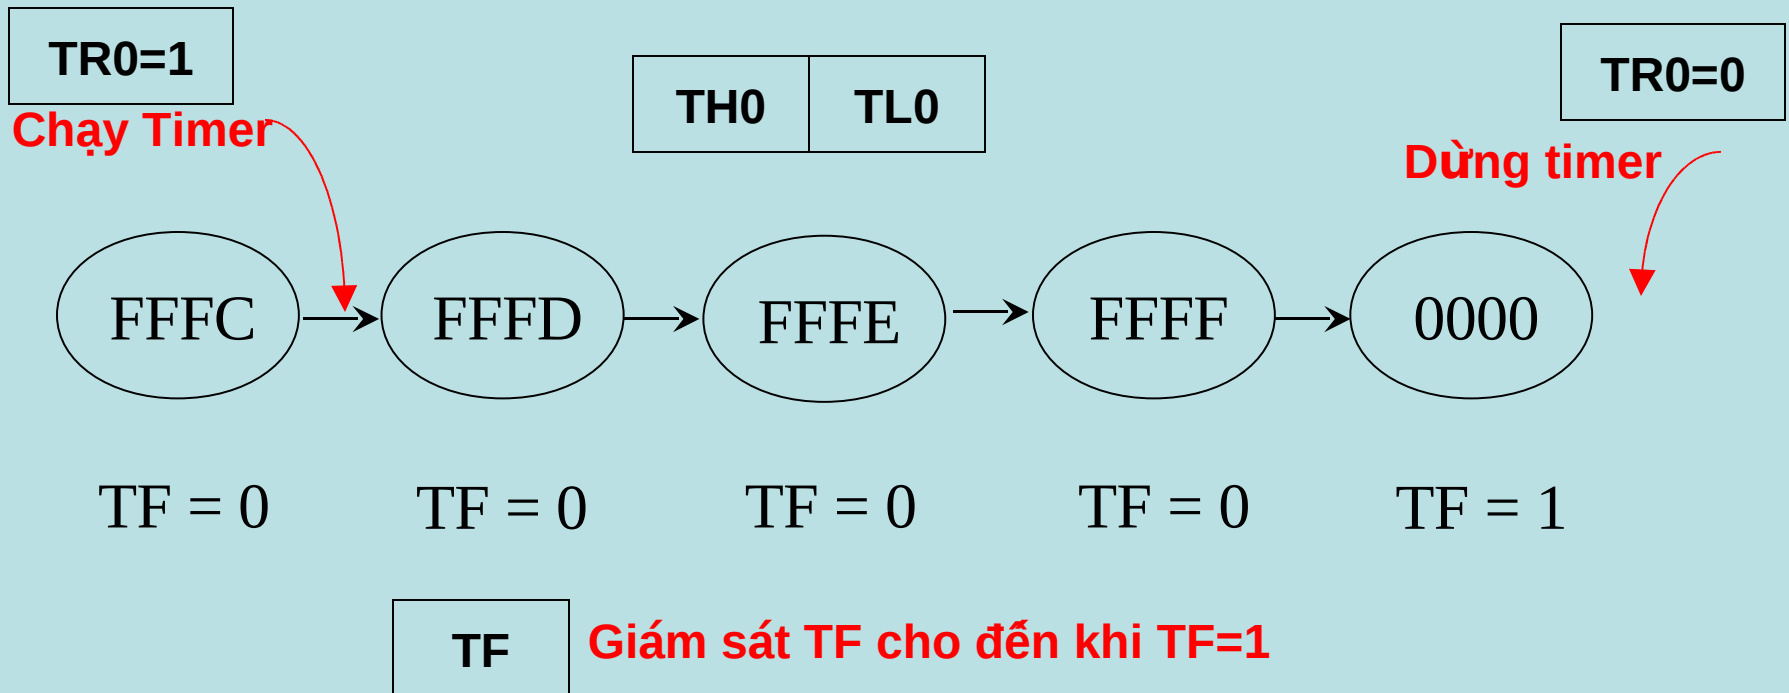 TR0=1
TH0 TL0
TR0=0
Chạy Timer
Dừng timer
FFFC FFFD FFFE FFFF 0000
TF = 0 TF = 0 TF = 0 TF = 0 TF = 1
TF
Giám sát TF cho đến khi TF=1